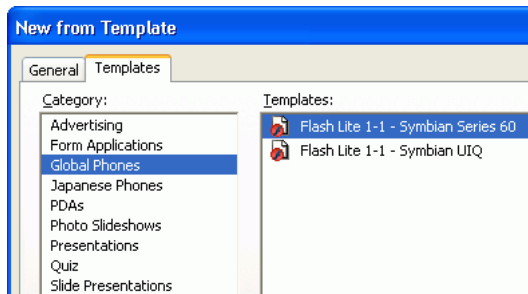 New from Template
General Templates
Category:
Advertising
Form Applications
Global Phones
Japanese Phones
PDAs
Photo Slideshows
Presentations
Quiz
Slide Presentations
Templates:
Flash Lite 1-1 - Symbian Series 60
Flash Lite 1-1 - Symbian UIQ